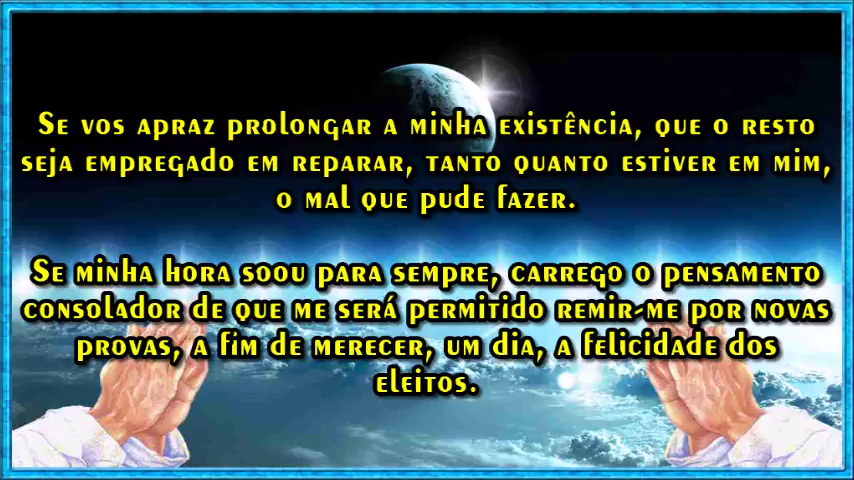 Se vos apraz prolongar a minha existência, que o resto
seja empregado em reparar, tanto quanto estiver em mim,
o mal que pude fazer.
Se minha hora soou para sempre, carrego o pensamento
consolador de que me será permitido remir-me por novas
provas, a fim de merecer, um dia, a felicidade dos
eleitos.